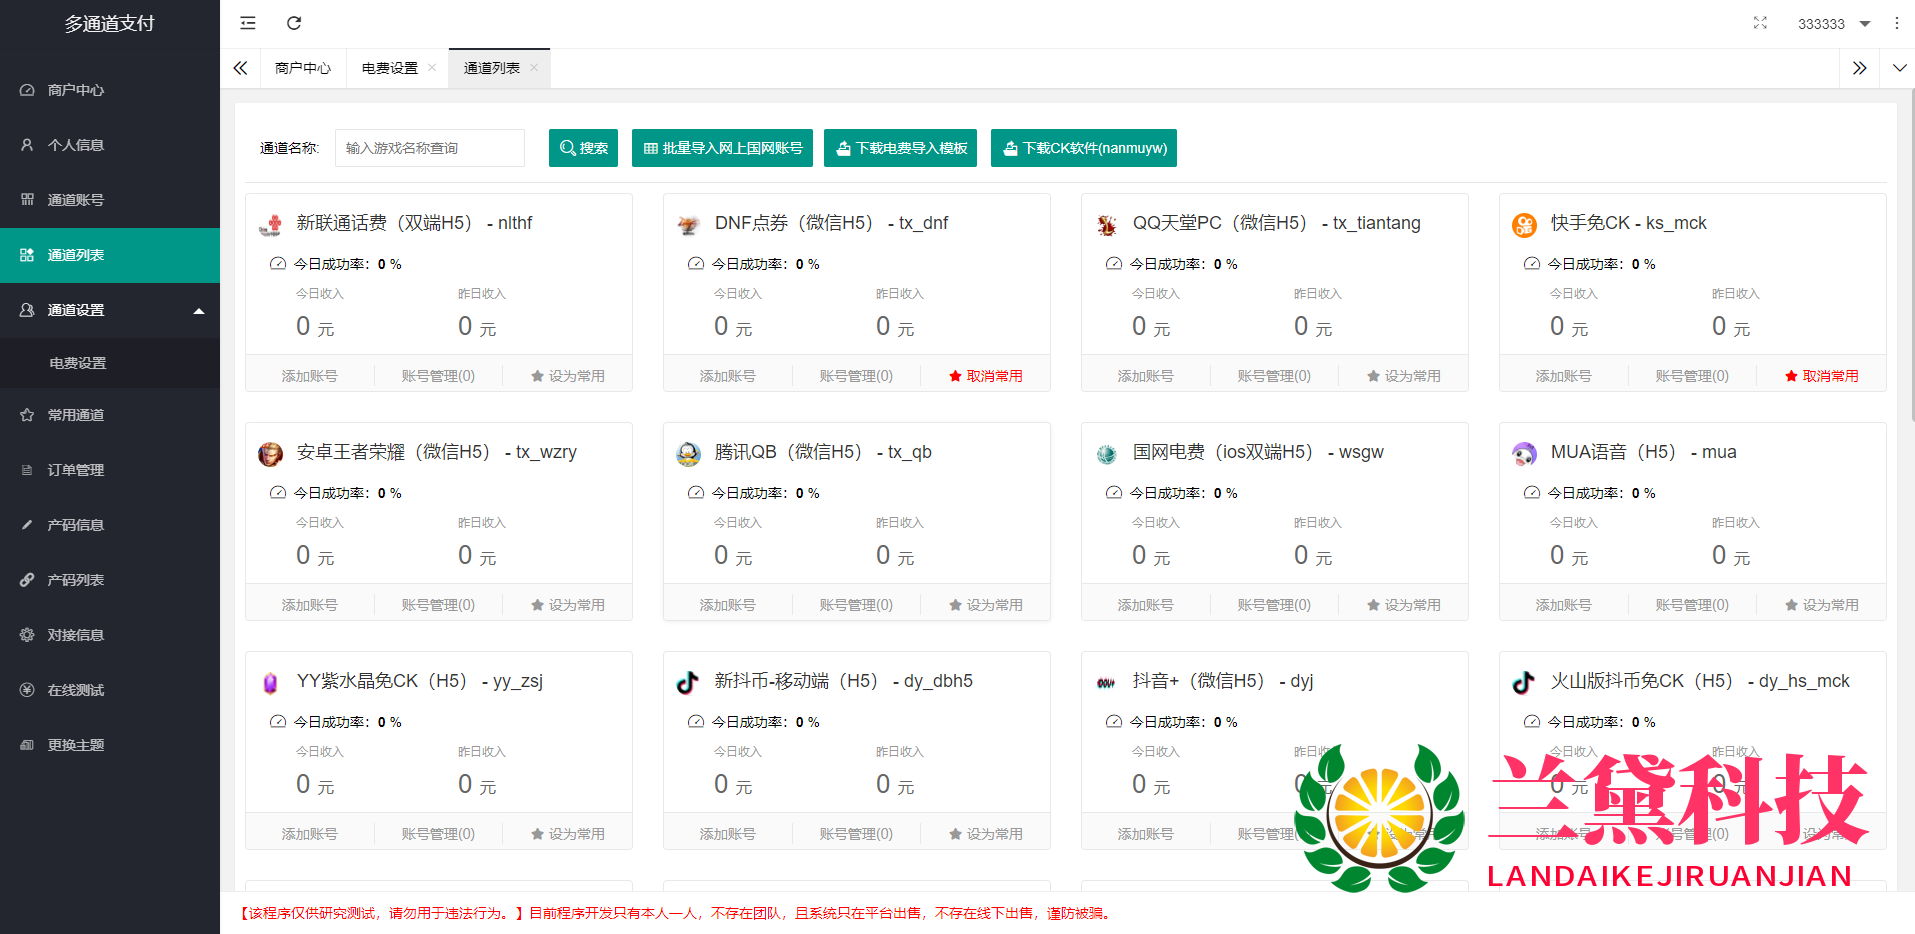 多通道支付
333333
商户中心
电费设置
通道列表
商户中心
个人信息
通道账号
通道列表
通道设置
电费设置
常用通道
订单管理
产码信息
产码列表
对接信息
在线测试
更换主题
通道名称:
输入游戏名称查询
搜索
批量导入网上国网账号
下载电费导入模板
下载CK软件(nanmuyw)
新联通话费（双端H5） - nlthf
今日成功率：0 %
今日收入 昨日收入
0 元 0 元
添加账号 账号管理(0) 设为常用
DNF点券（微信H5） - tx_dnf
今日成功率：0 %
今日收入 昨日收入
0 元 0 元
添加账号 账号管理(0) 取消常用
QQ天堂PC（微信H5） - tx_tiantang
今日成功率：0 %
今日收入 昨日收入
0 元 0 元
添加账号 账号管理(0) 设为常用
快手免CK - ks_mck
今日成功率：0 %
今日收入 昨日收入
0 元 0 元
添加账号 账号管理(0) 取消常用
安卓王者荣耀（微信H5） - tx_wzry
今日成功率：0 %
今日收入 昨日收入
0 元 0 元
添加账号 账号管理(0) 设为常用
腾讯QB（微信H5） - tx_qb
今日成功率：0 %
今日收入 昨日收入
0 元 0 元
添加账号 账号管理(0) 设为常用
国网电费（ios双端H5） - wsgw
今日成功率：0 %
今日收入 昨日收入
0 元 0 元
添加账号 账号管理(0) 设为常用
MUA语音（H5） - mua
今日成功率：0 %
今日收入 昨日收入
0 元 0 元
添加账号 账号管理(0) 设为常用
YY紫水晶免CK（H5） - yy_zsj
今日成功率：0 %
今日收入 昨日收入
0 元 0 元
添加账号 账号管理(0) 设为常用
新抖币-移动端（H5） - dy_dbh5
今日成功率：0 %
今日收入 昨日收入
0 元 0 元
添加账号 账号管理(0) 设为常用
抖音+（微信H5） - dyj
今日成功率：0 %
今日收入 昨日收入
0 元 0 元
添加账号 账号管理(0) 设为常用
火山版抖币免CK（H5） - dy_hs_mck
今日成功率：0 %
今日收入 昨日收入
0 元 0 元
添加账号 账号管理(0) 设为常用
兰黛科技
LANDAIKEJIRUANJIAN
【该程序仅供研究测试，请勿用于违法行为。】目前程序开发只有本人一人，不存在团队，且系统只在平台出售，不存在线下出售，谨防被骗。